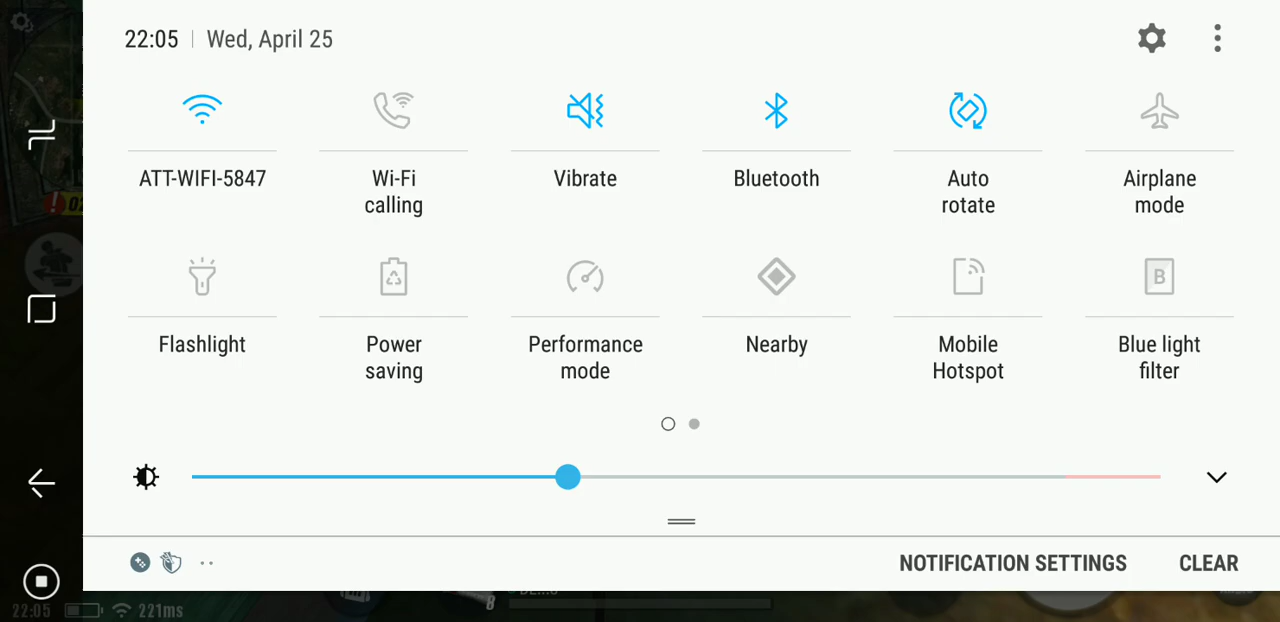 22:05 | Wed, April 25
ATT-WIFI-5847
Wi-Fi
calling
Vibrate
Bluetooth
Auto
rotate
Airplane
mode
Flashlight
Power
saving
Performance
mode
Nearby
Mobile
Hotspot
B
Blue light
filter
NOTIFICATION SETTINGS
CLEAR
22:05
221ms
8